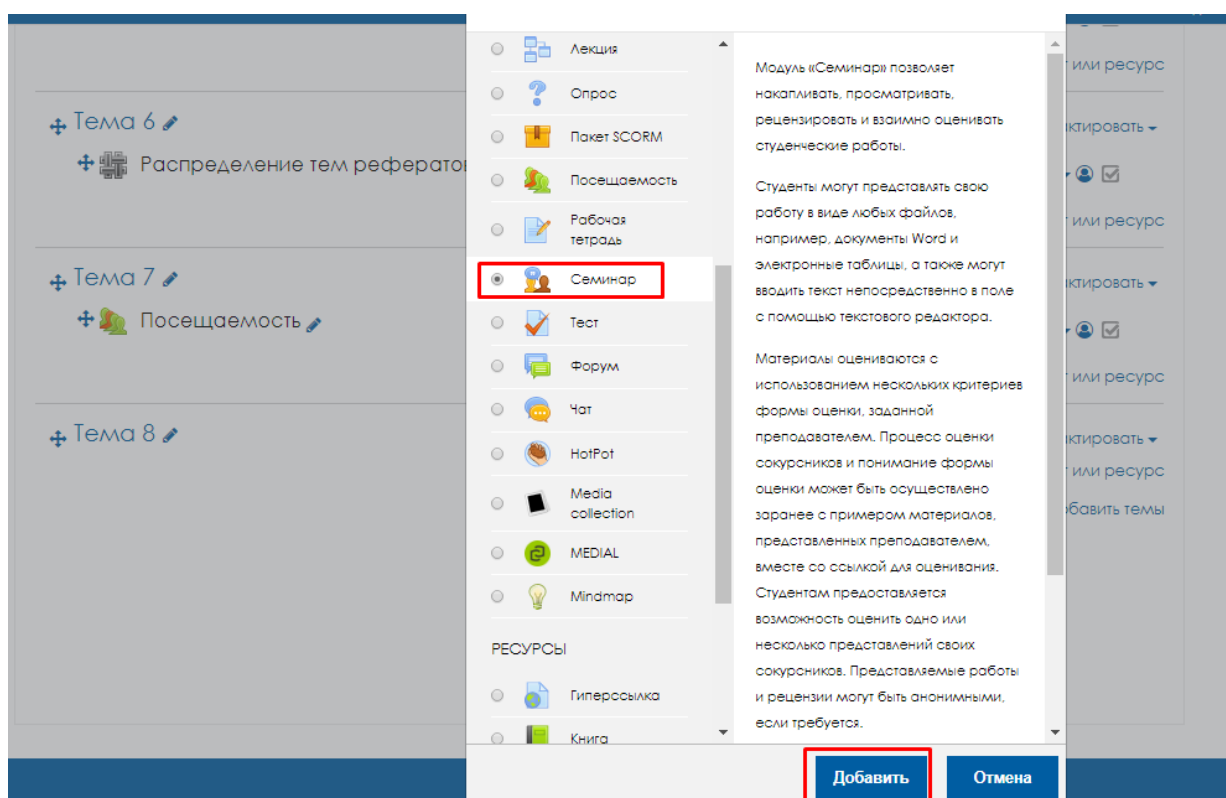 Тема 6
Распределение тем рефератов
Тема 7
Посещаемость
Тема 8
Лекция
Опрос
Пакет SCORM
Посещаемость
Рабочая
тетрадь
Семинар
Тест
Форум
Чат
HotPot
Media
collection
MEDIAL
Mindmap
РЕСУРСЫ
Гиперссылка
Книга
Модуль «Семинар» позволяет
накапливать, просматривать,
рецензировать и взаимно оценивать
студенческие работы.
Студенты могут представлять свою
работу в виде любых файлов,
например, документы Word и
электронные таблицы, а также могут
вводить текст непосредственно в поле
с помощью текстового редактора.
Материалы оцениваются с
использованием нескольких критериев
формы оценки, заданной
преподавателем. Процесс оценки
сокурсников и понимание формы
оценки может быть осуществлено
заранее с примером материалов,
представленных преподавателем,
вместе со ссылкой для оценивания.
Студентам предоставляется
возможность оценить одно или
несколько представлений своих
сокурсников. Представляемые работы
и рецензии могут быть анонимными,
если требуется.
Добавить Отмена
или ресурс
ктировать
или ресурс
ктировать
или ресурс
ктировать
или ресурс
бавить темы